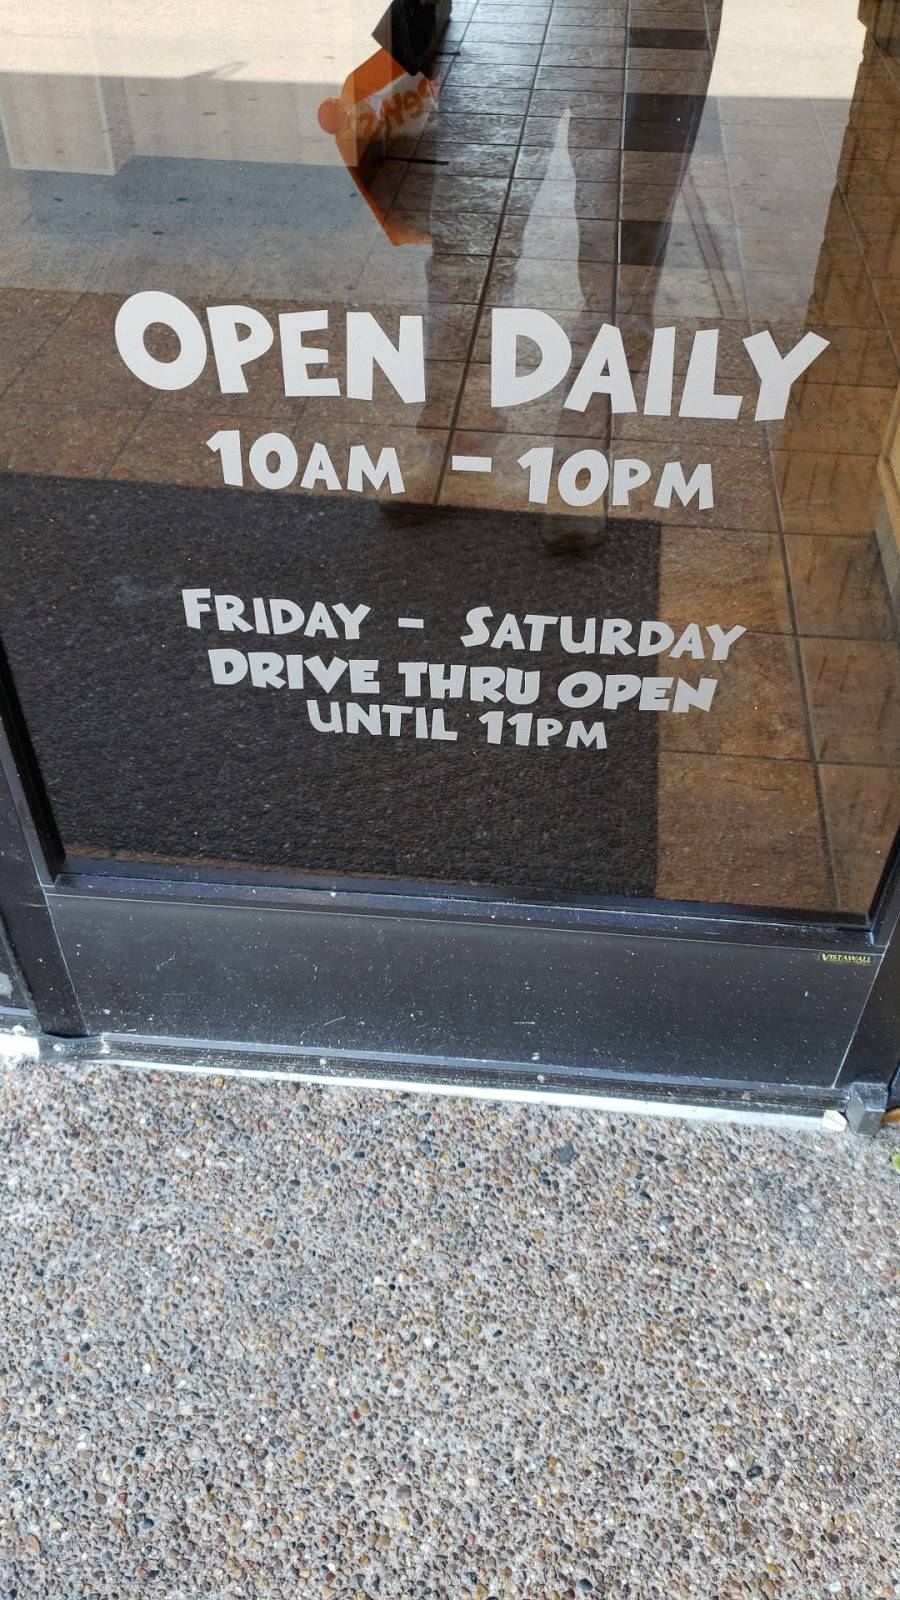 OPEN DAILY
10AM - 10PM
FRIDAY - SATURDAY
DRIVE THRU OPEN
UNTIL 11PM
VISTAWALL